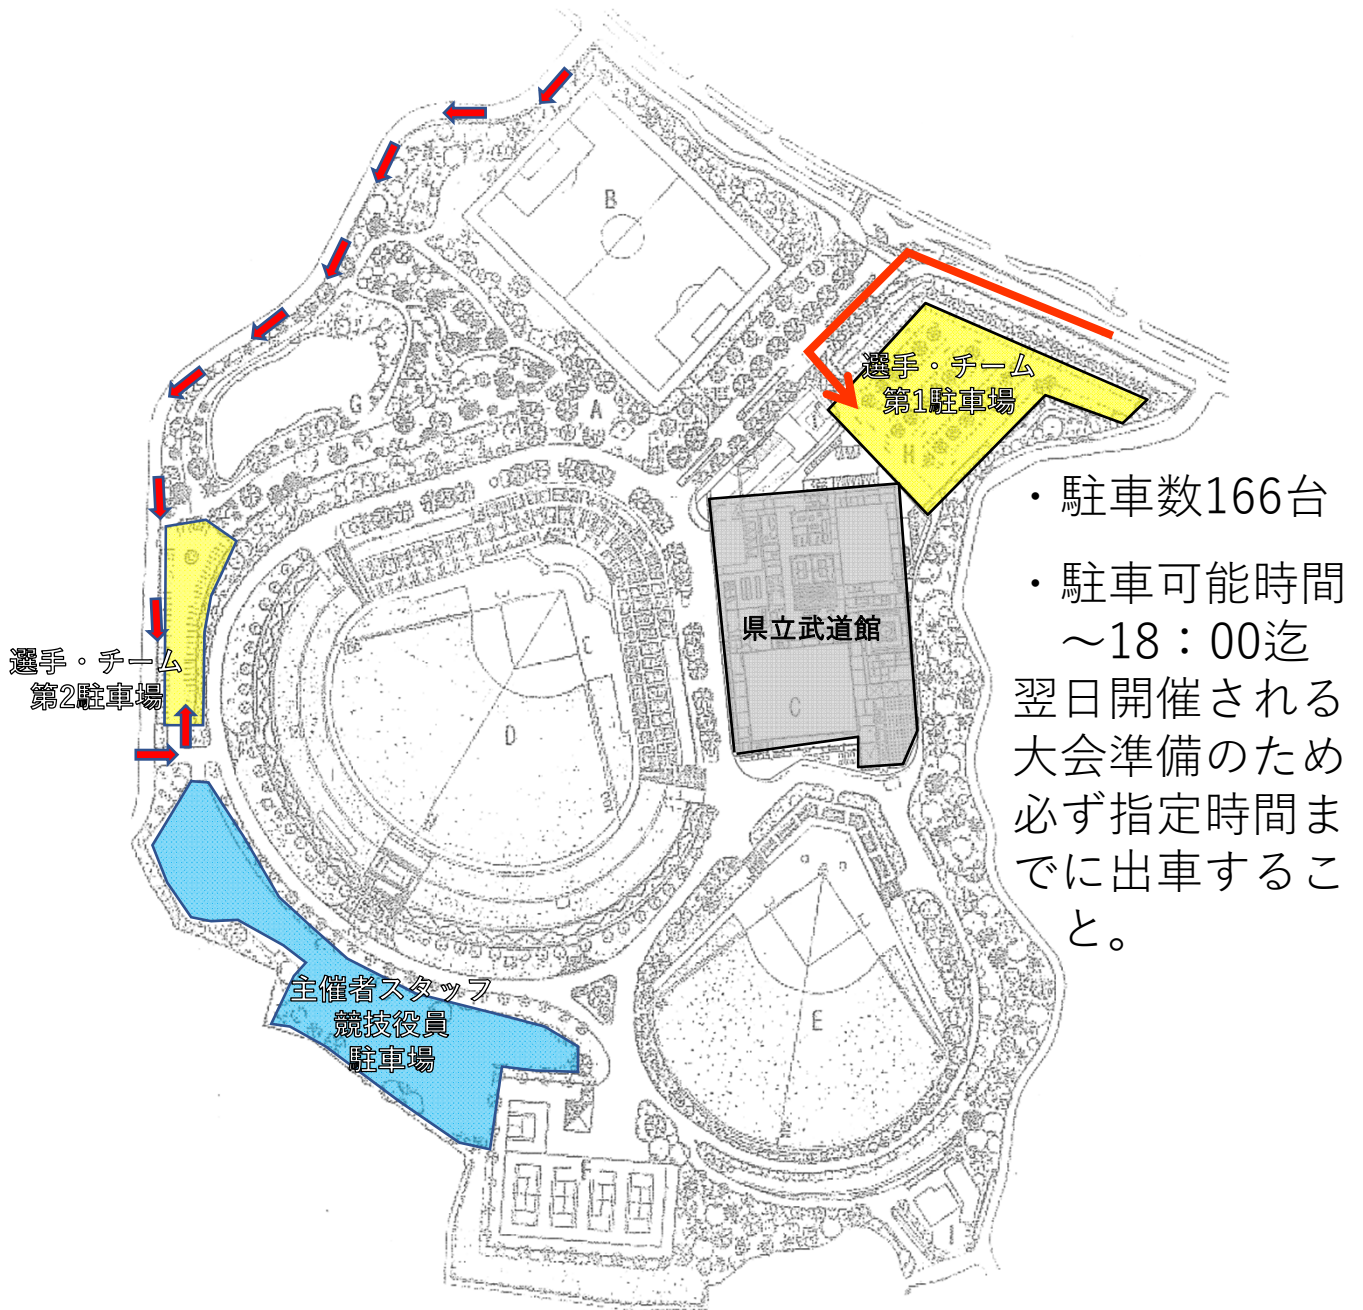 B
選手・チーム
第1駐車場
G
A
H
・駐車数166台
・駐車可能時間
～18：00迄
翌日開催される
大会準備のため
必ず指定時間ま
でに出車するこ
と。
県立武道館
C
選手・チーム
第2駐車場
D
主催者スタッフ
競技役員
駐車場
E
F
I